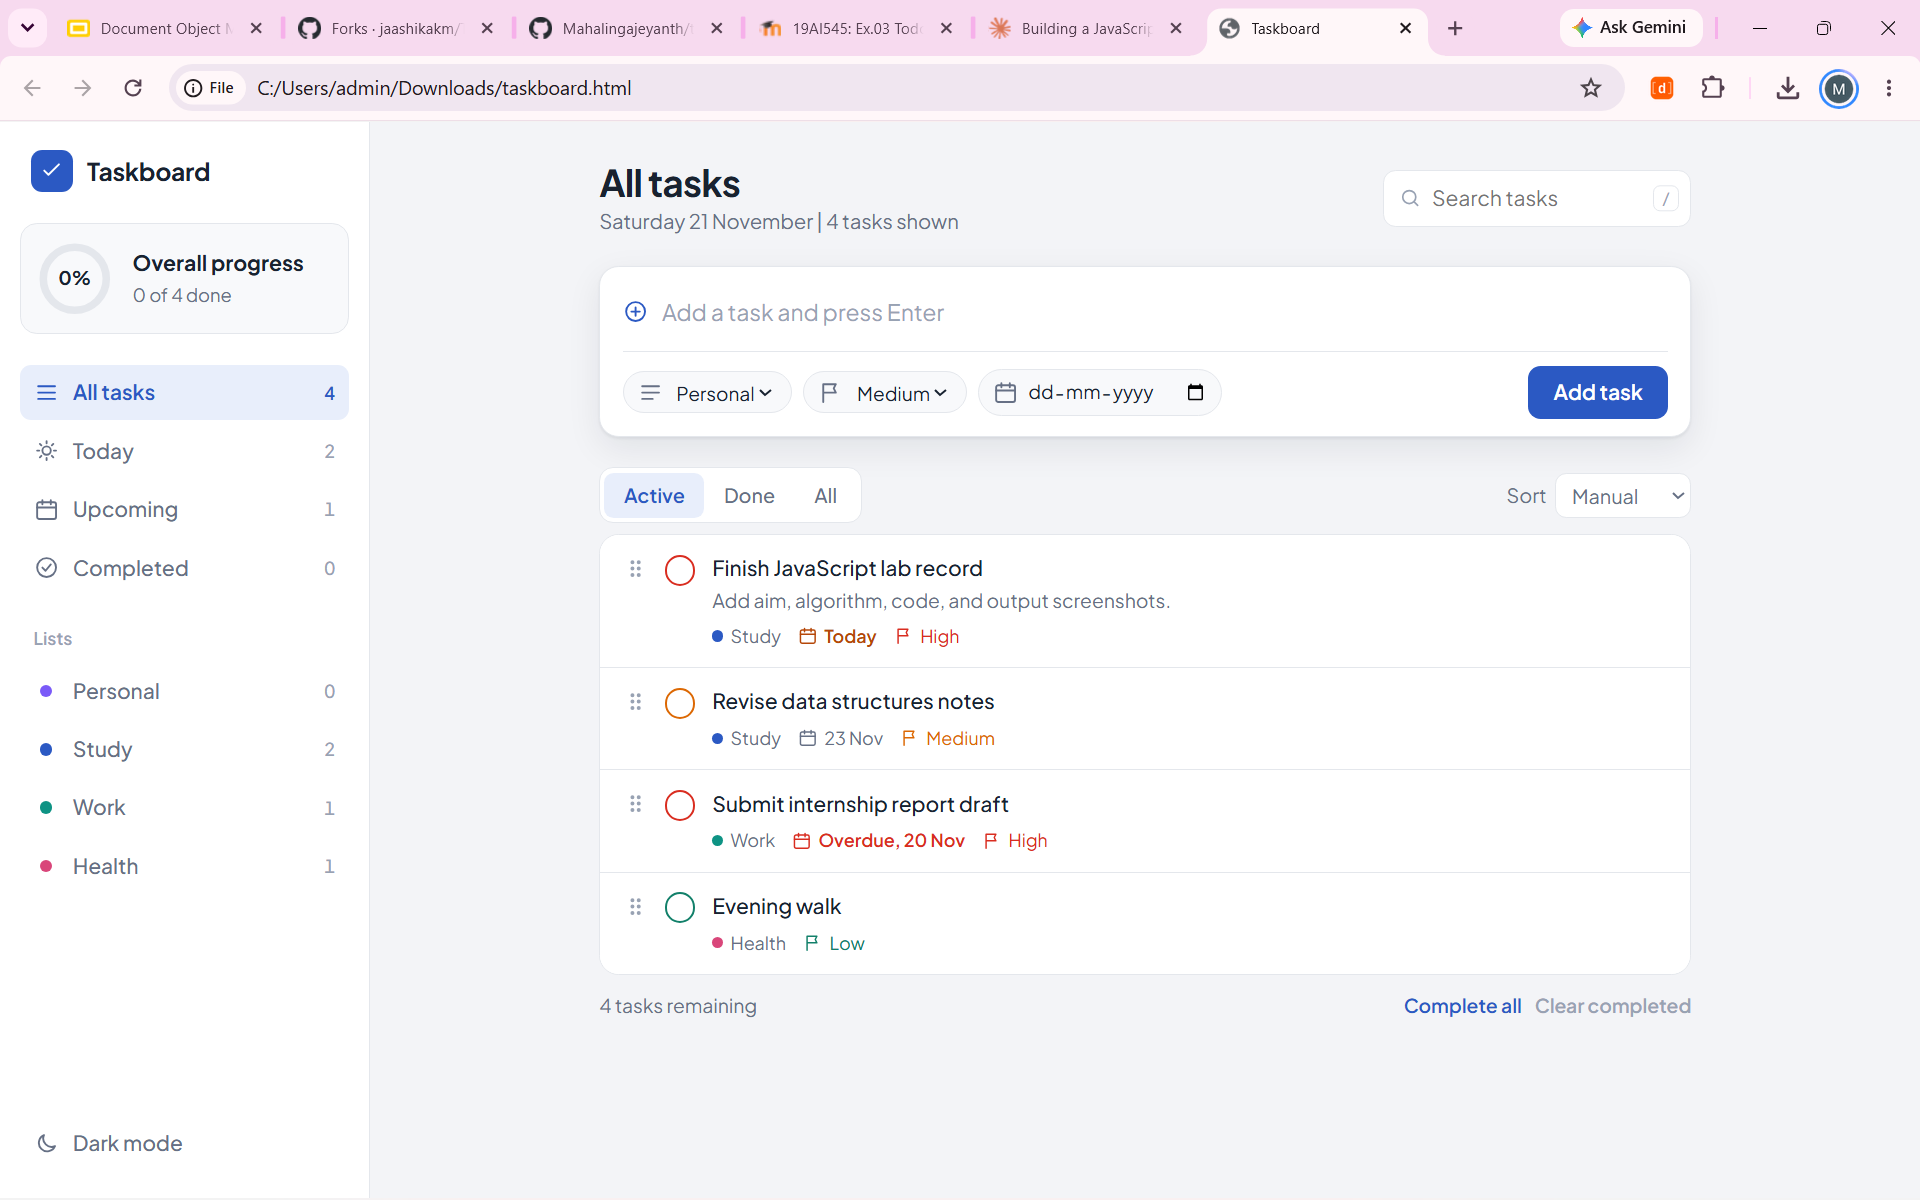 Document Object M
Forks · jaashikakm/T
Mahalingajeyanth/t
19AI545: Ex.03 Todo
Building a JavaScrip
Taskboard
Ask Gemini
File
C:/Users/admin/Downloads/taskboard.html
M
Taskboard
0%
Overall progress
0 of 4 done
All tasks 4
Today 2
Upcoming 1
Completed 0
Lists
Personal 0
Study 2
Work 1
Health 1
Dark mode
All tasks
Saturday 21 November | 4 tasks shown
Search tasks /
Add a task and press Enter
Personal Medium dd-mm-yyyy Add task
Active Done All
Sort Manual
Finish JavaScript lab record
Add aim, algorithm, code, and output screenshots.
Study Today High
Revise data structures notes
Study 23 Nov Medium
Submit internship report draft
Work Overdue, 20 Nov High
Evening walk
Health Low
4 tasks remaining
Complete all Clear completed